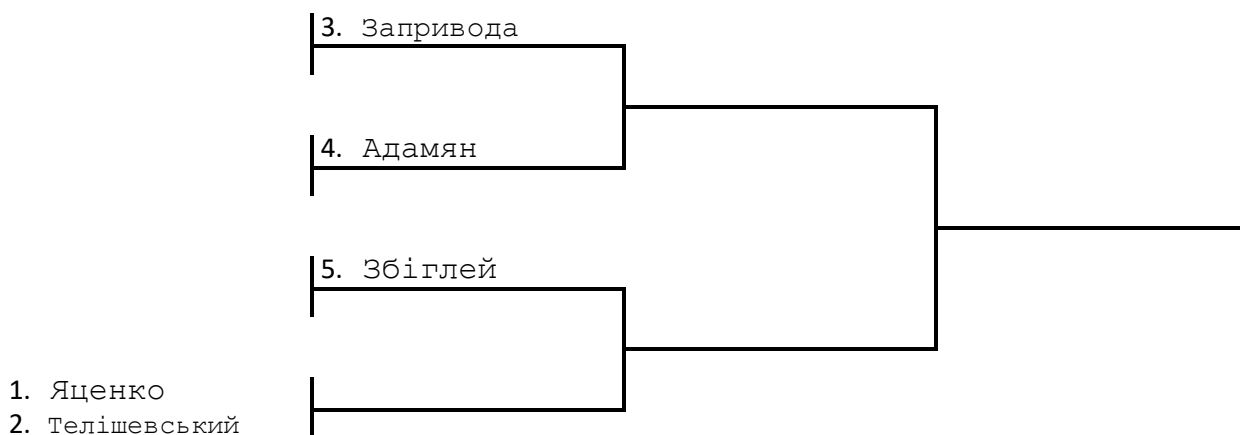 3. Запривода
4. Адамян
5. Збіглей
1. Яценко
2. Телішевський